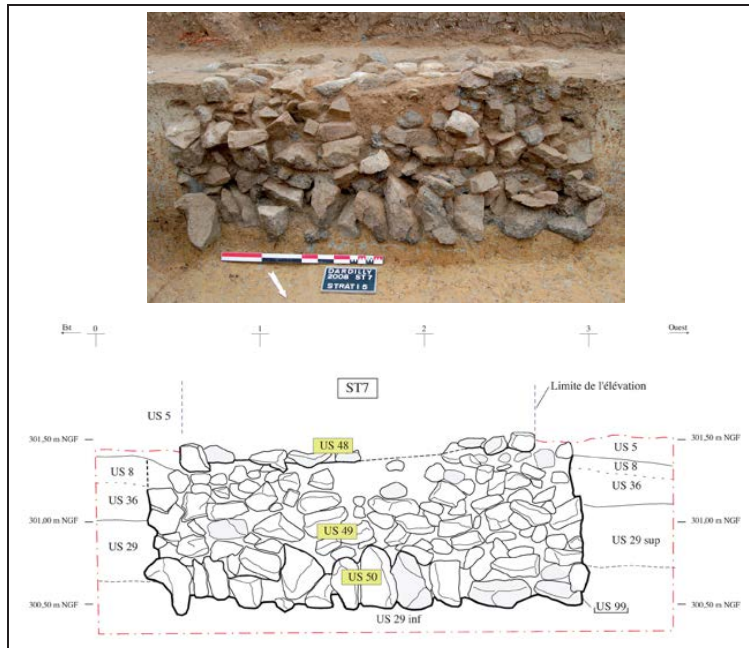 DARDILLY
2008 ST7
STRATI 5
Est 0 1 2 3 Ouest
ST7
Limite de l'élévation
US 5
301,50 m NGF US 48 301,50 m NGF
US 5
US 8 US 8
US 36 US 36
301,00 m NGF US 49 301,00 m NGF
US 29 US 29 sup
US 50
300,50 m NGF US 99 300,50 m NGF
US 29 inf